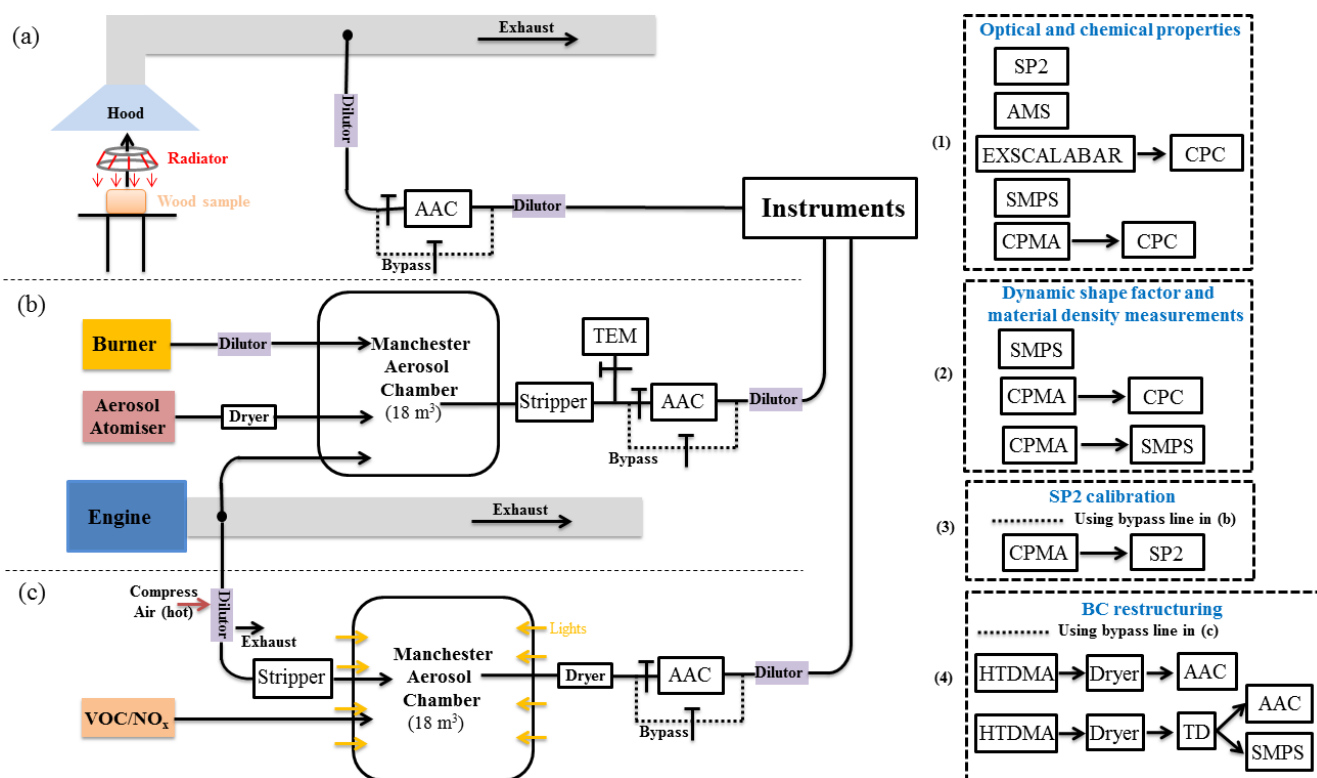 (a)
Exhaust
Hood
Radiator
Wood sample
Dilutor
AAC
Bypass
Dilutor
Instruments
(b)
Burner
Dilutor
Aerosol
Atomiser
Dryer
Manchester
Aerosol
Chamber
(18 m³)
Stripper
TEM
AAC
Bypass
Dilutor
Engine
Exhaust
(c)
Compress
Air (hot)
Dilutor
Exhaust
Stripper
VOC/NOₓ
Lights
Manchester
Aerosol
Chamber
(18 m³)
Dryer
AAC
Bypass
Dilutor
(1)
Optical and chemical properties
SP2
AMS
EXSCALABAR
CPC
SMPS
CPMA
CPC
(2)
Dynamic shape factor and
material density measurements
SMPS
CPMA
CPC
CPMA
SMPS
(3)
SP2 calibration
Using bypass line in (b)
CPMA
SP2
(4)
BC restructuring
Using bypass line in (c)
HTDMA
Dryer
AAC
HTDMA
Dryer
TD
AAC
SMPS